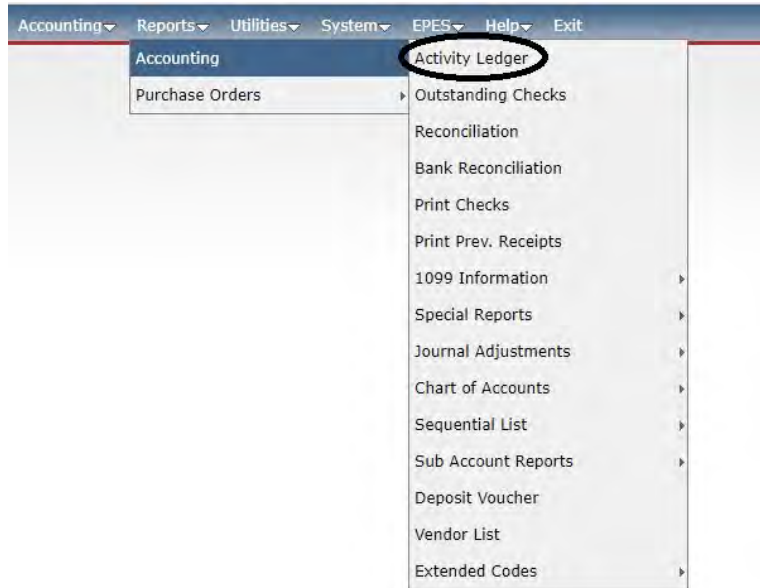 Accounting Reports Utilities System EPES Help Exit
Accounting
Purchase Orders
Activity Ledger
Outstanding Checks
Reconciliation
Bank Reconciliation
Print Checks
Print Prev. Receipts
1099 Information
Special Reports
Journal Adjustments
Chart of Accounts
Sequential List
Sub Account Reports
Deposit Voucher
Vendor List
Extended Codes